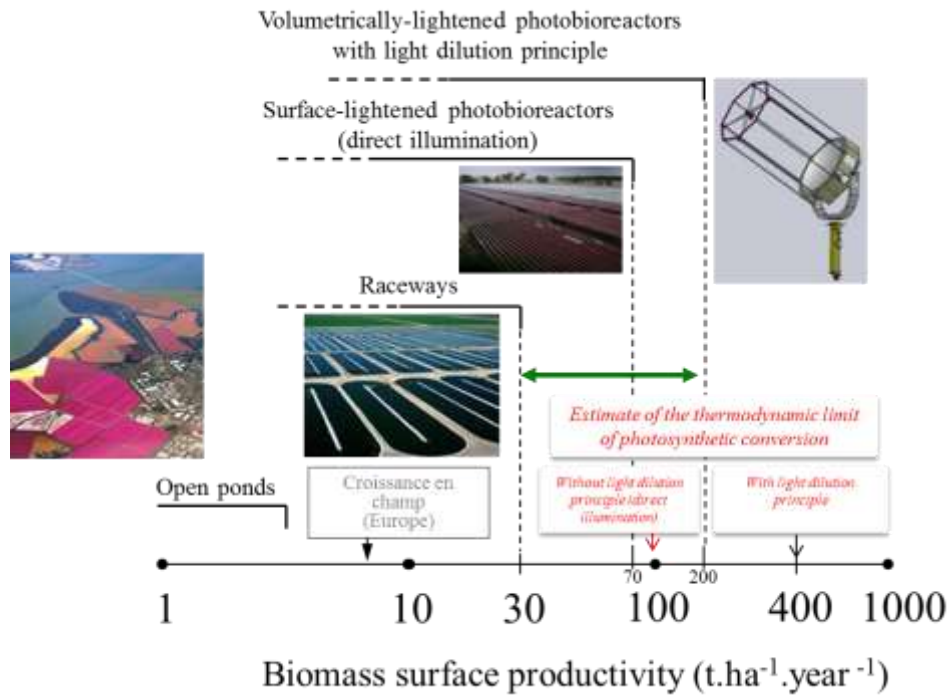 Volumetrically-lightened photobioreactors
with light dilution principle
Surface-lightened photobioreactors
(direct illumination)
Raceways
Estimate of the thermodynamic limit
of photosynthetic conversion
Open ponds
Croissance en
champ
(Europe)
Without light dilution
principle (direct
illumination)
With light dilution
principle
70
200
1
10
30
100
400
1000
Biomass surface productivity (t.ha⁻¹.year ⁻¹)